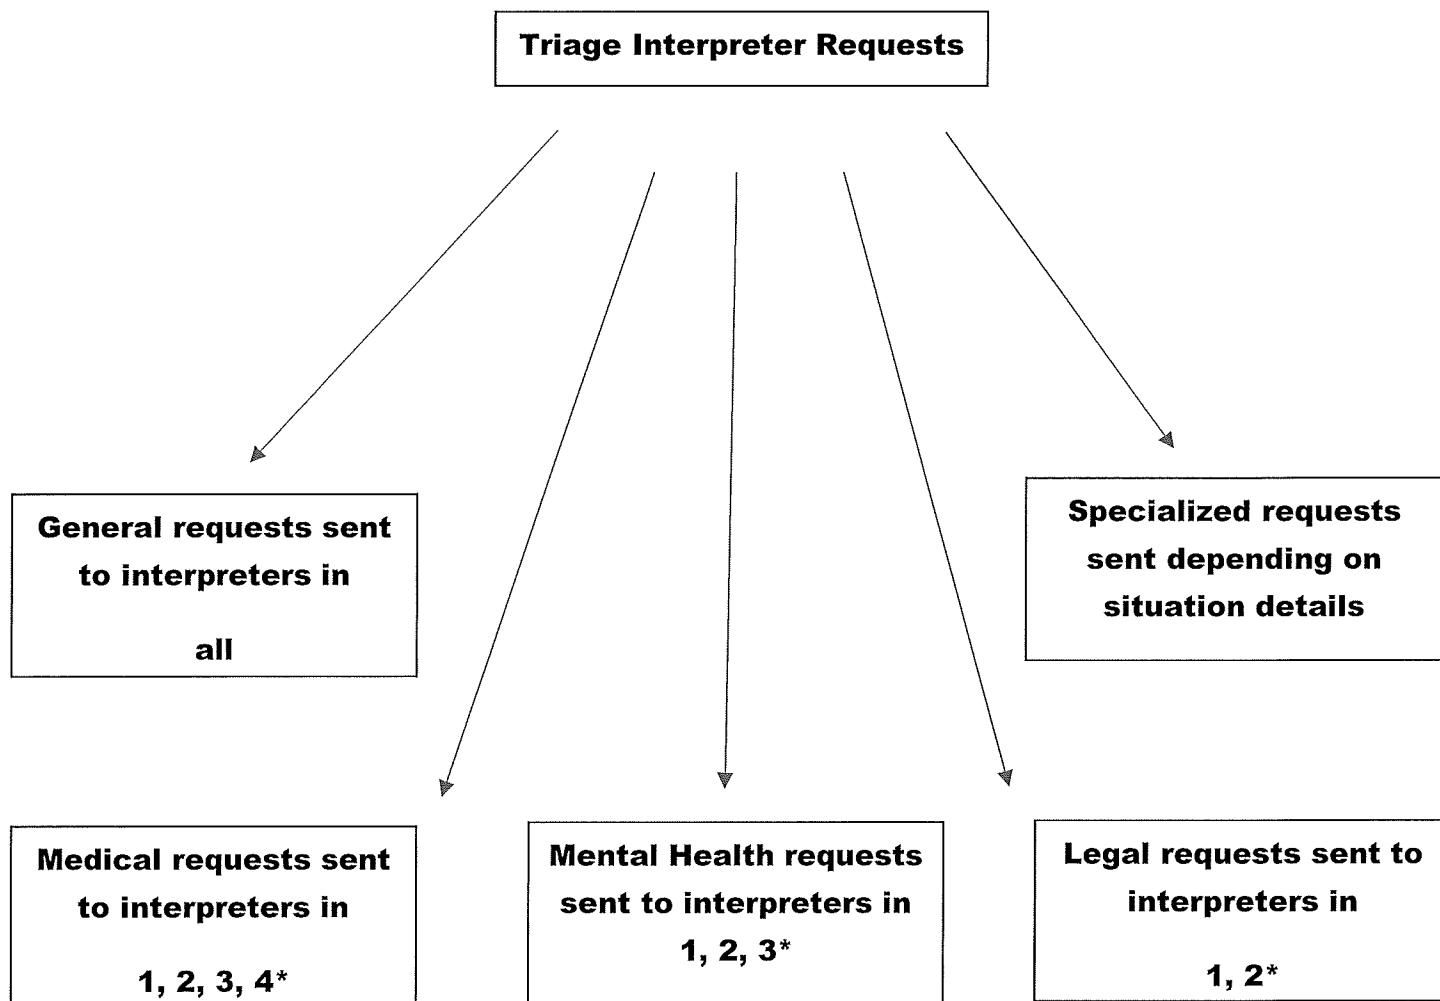 Triage Interpreter Requests
General requests sent
to interpreters in
all
Specialized requests
sent depending on
situation details
Medical requests sent
to interpreters in
1, 2, 3, 4*
Mental Health requests
sent to interpreters in
1, 2, 3*
Legal requests sent to
interpreters in
1, 2*